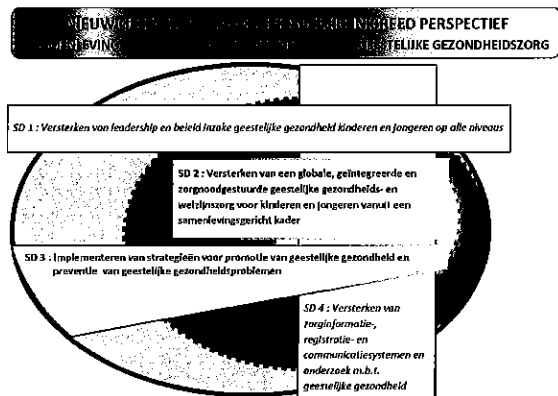 NIEUW
BREED PERSPECTIEF
GEESTELIJKE GEZONDHEIDSZORG
SD 1 : Versterken van leadership en beleid inzake geestelijke gezondheid kinderen en jongeren op alle niveaus
SD 2 : Versterken van een globale, geïntegreerde en
zorgnoodgestuurde geestelijke gezondheids- en
welzijnszorg voor kinderen en jongeren vanuit een
samenlevingsgericht kader
SD 3 : Implementeren van strategieën voor promotie van geestelijke gezondheid en
preventie van geestelijke gezondheidsproblemen
SD 4 : Versterken van
zorginformatie-,
registratie- en
communicatiesystemen en
onderzoek m.b.t.
geestelijke gezondheid